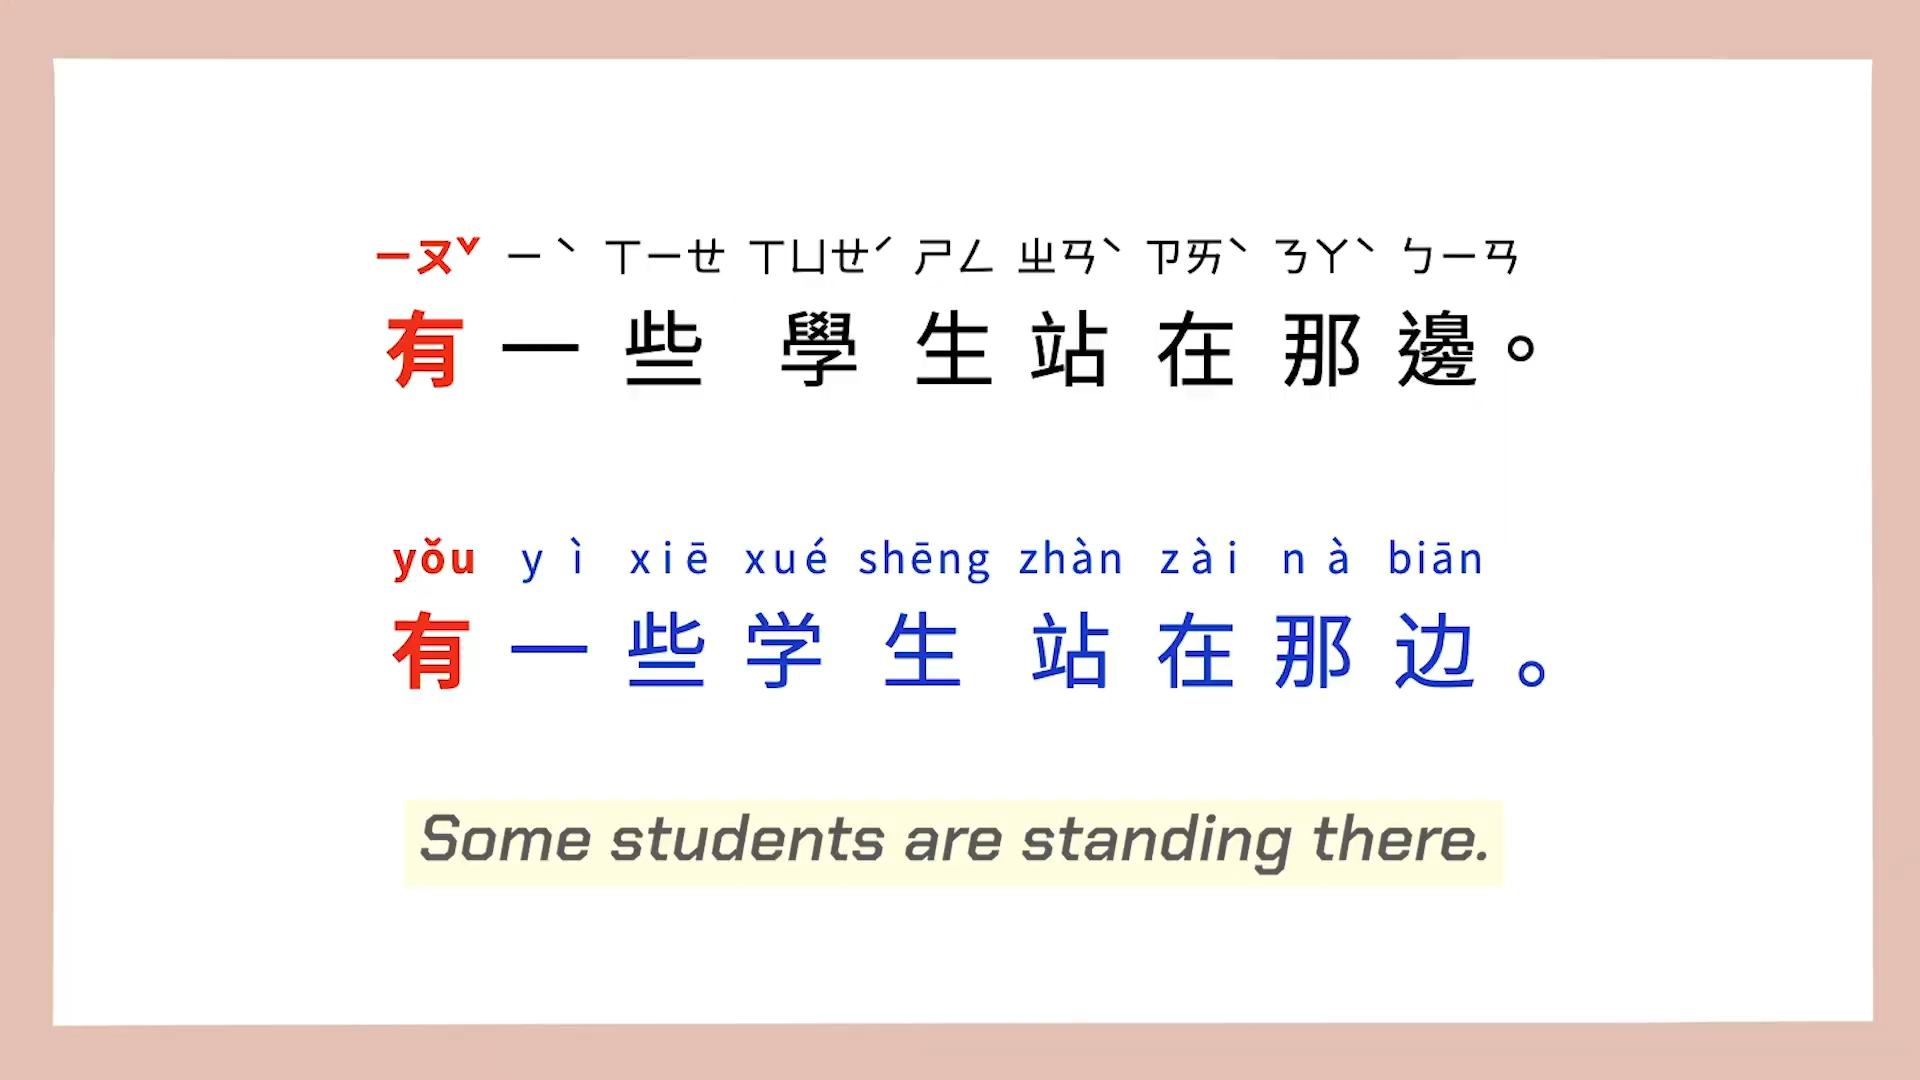 ㄧㄡˇ ㄧˋ ㄒㄧㄝ ㄒㄩㄝˊ ㄕㄥ ㄓㄢˋ ㄗㄞˋ ㄋㄚˋ ㄅㄧㄢ
有一些學生站在那邊。
yǒu yì xiē xué shēng zhàn zài nà biān
有一些学生站在那边。
Some students are standing there.